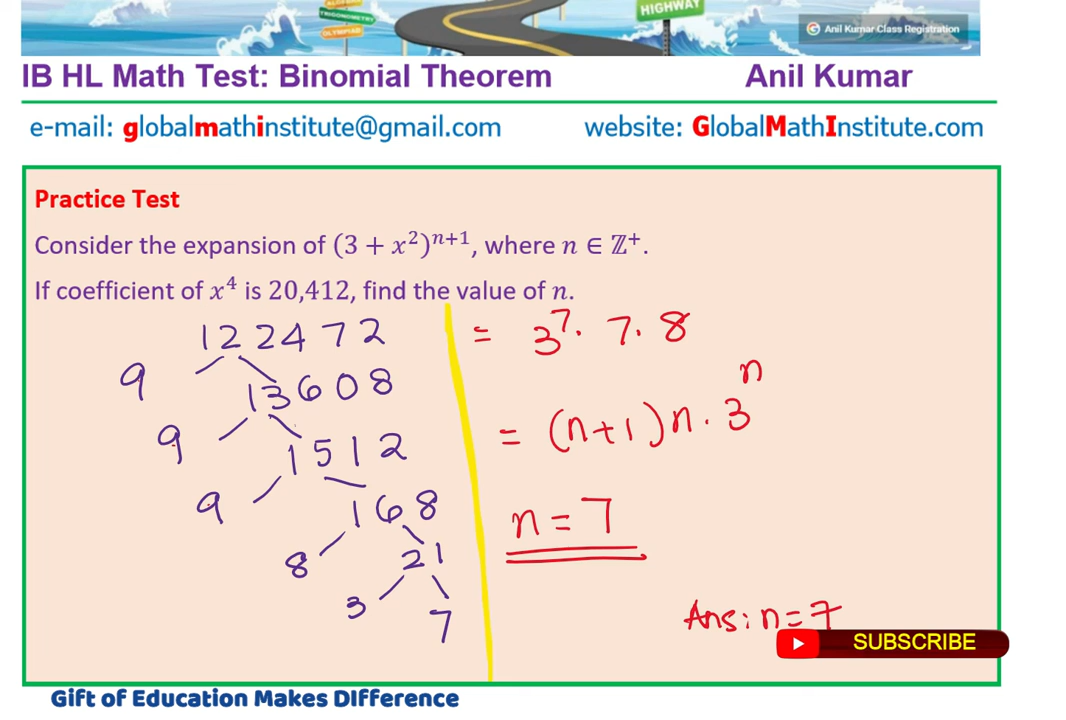 TRIGONOMETRY
OLYMPIAD
HIGHWAY
Anil Kumar Class Registration
IB HL Math Test: Binomial Theorem Anil Kumar
e-mail: globalmathinstitute@gmail.com website: GlobalMathInstitute.com
Practice Test
Consider the expansion of (3 + x²)ⁿ⁺¹, where n ∈ ℤ⁺.
If coefficient of x⁴ is 20,412, find the value of n.
122472 = 3⁷. 7. 8
9 13608
= (n+1)n . 3ⁿ
9 1512
9 168
n = 7
8 21
3 7
Ans: n = 7
SUBSCRIBE
Gift of Education Makes DIfference